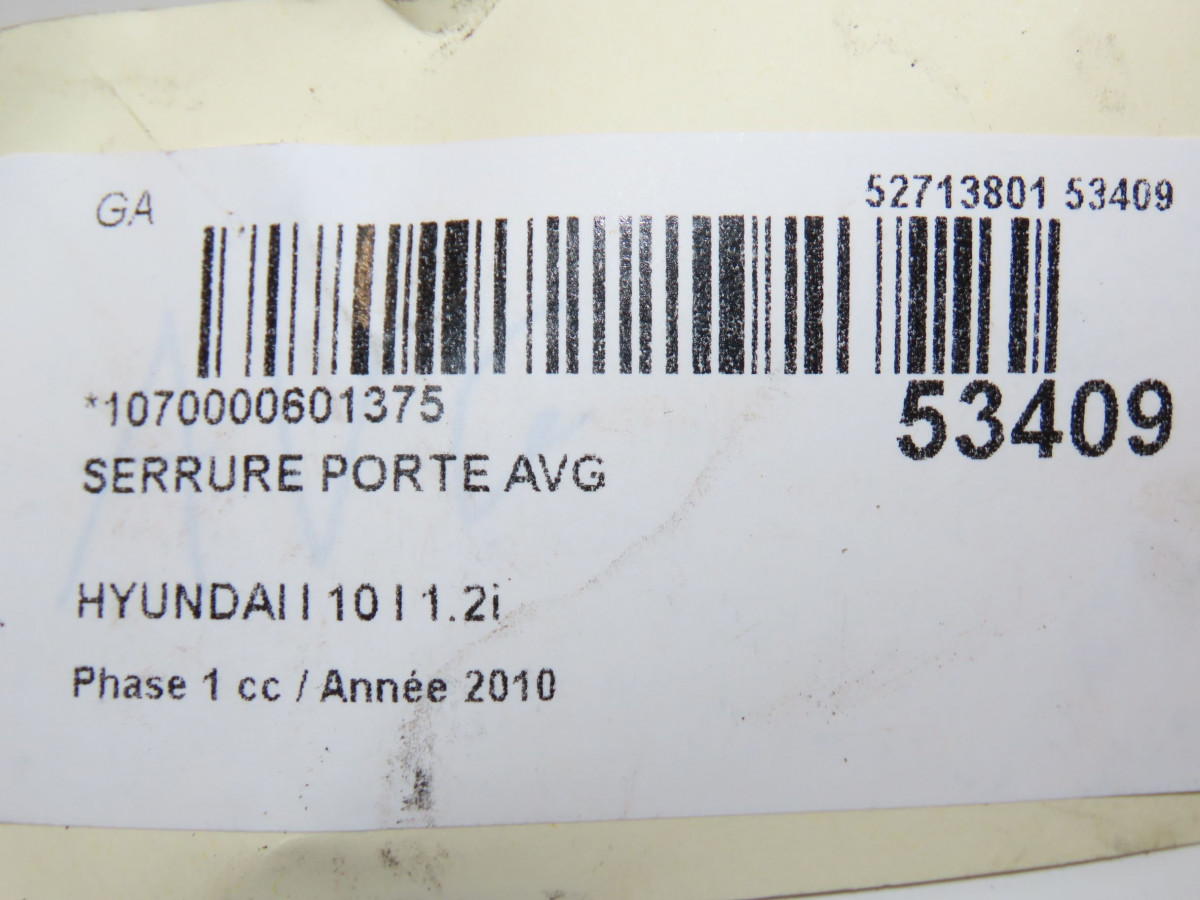 GA
52713801 53409
*1070000601375
53409
SERRURE PORTE AVG
HYUNDAI I 10 I 1.2i
Phase 1 cc / Année 2010